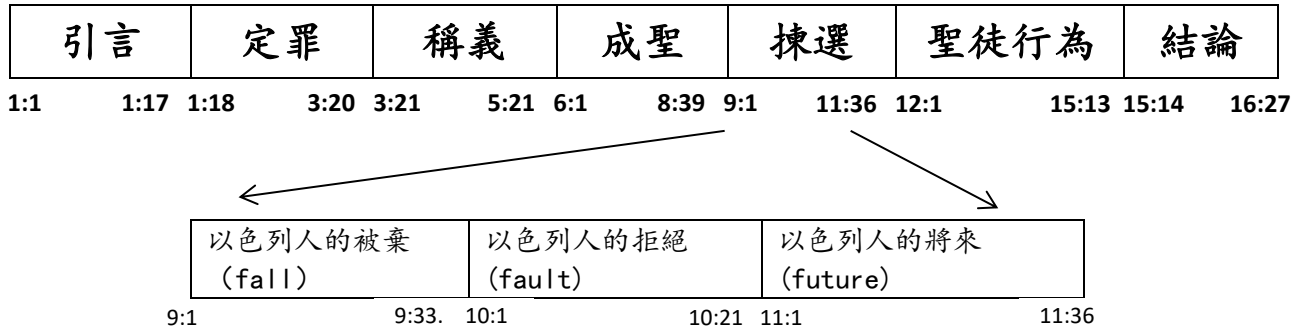 引言 定罪 稱義 成聖 揀選 聖徒行為 結論
1:1 1:17 1:18 3:20 3:21 5:21 6:1 8:39 9:1 11:36 12:1 15:13 15:14 16:27
以色列人的被棄 以色列人的拒絕 以色列人的將來
(fall) (fault) (future)
9:1 9:33. 10:1 10:21 11:1 11:36